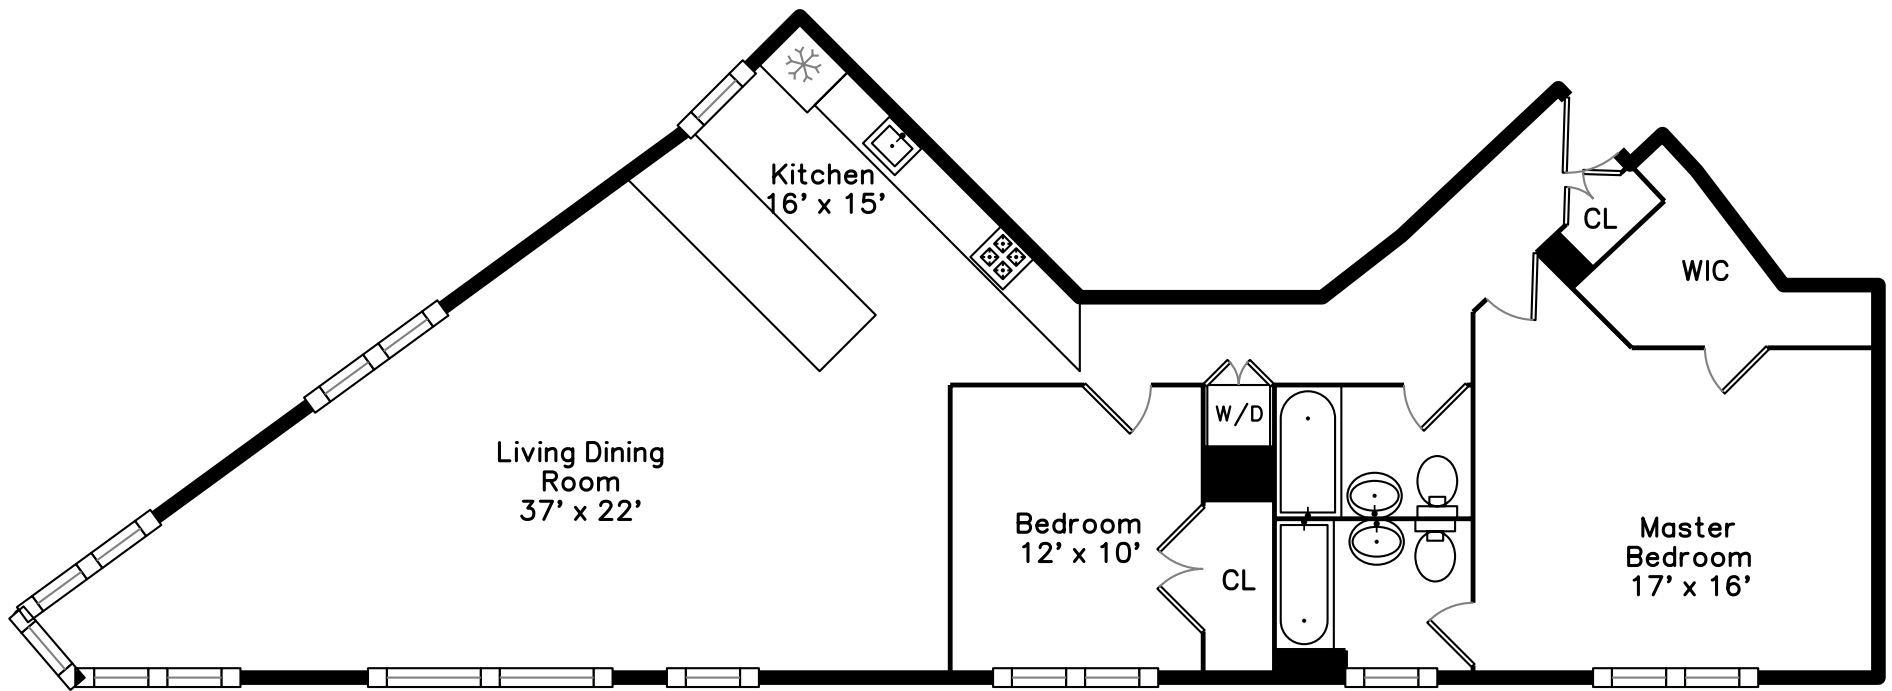 Kitchen
16' x 15'
CL
WIC
W/D
Living Dining
Room
37' x 22'
Bedroom
12' x 10'
CL
Master
Bedroom
17' x 16'